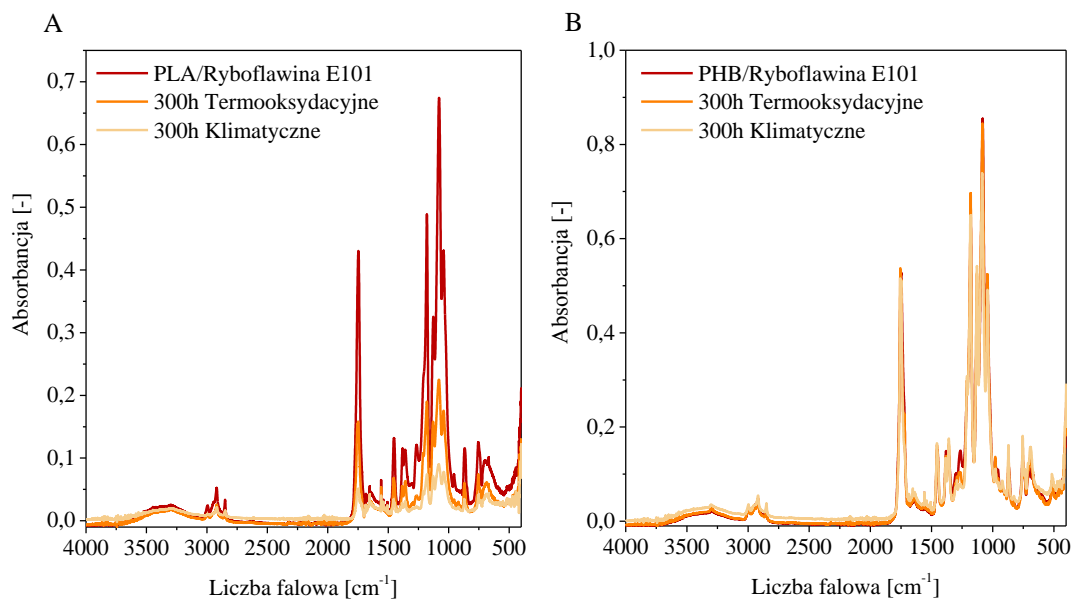 A
PLA/Ryboflawina E101
300h Termooksydacyjne
300h Klimatyczne
0,7
0,6
0,5
0,4
0,3
0,2
0,1
0,0
Absorbancja [-]
4000 3500 3000 2500 2000 1500 1000 500
Liczba falowa [cm⁻¹]
B
PHB/Ryboflawina E101
300h Termooksydacyjne
300h Klimatyczne
1,0
0,8
0,6
0,4
0,2
0,0
Absorbancja [-]
4000 3500 3000 2500 2000 1500 1000 500
Liczba falowa [cm⁻¹]